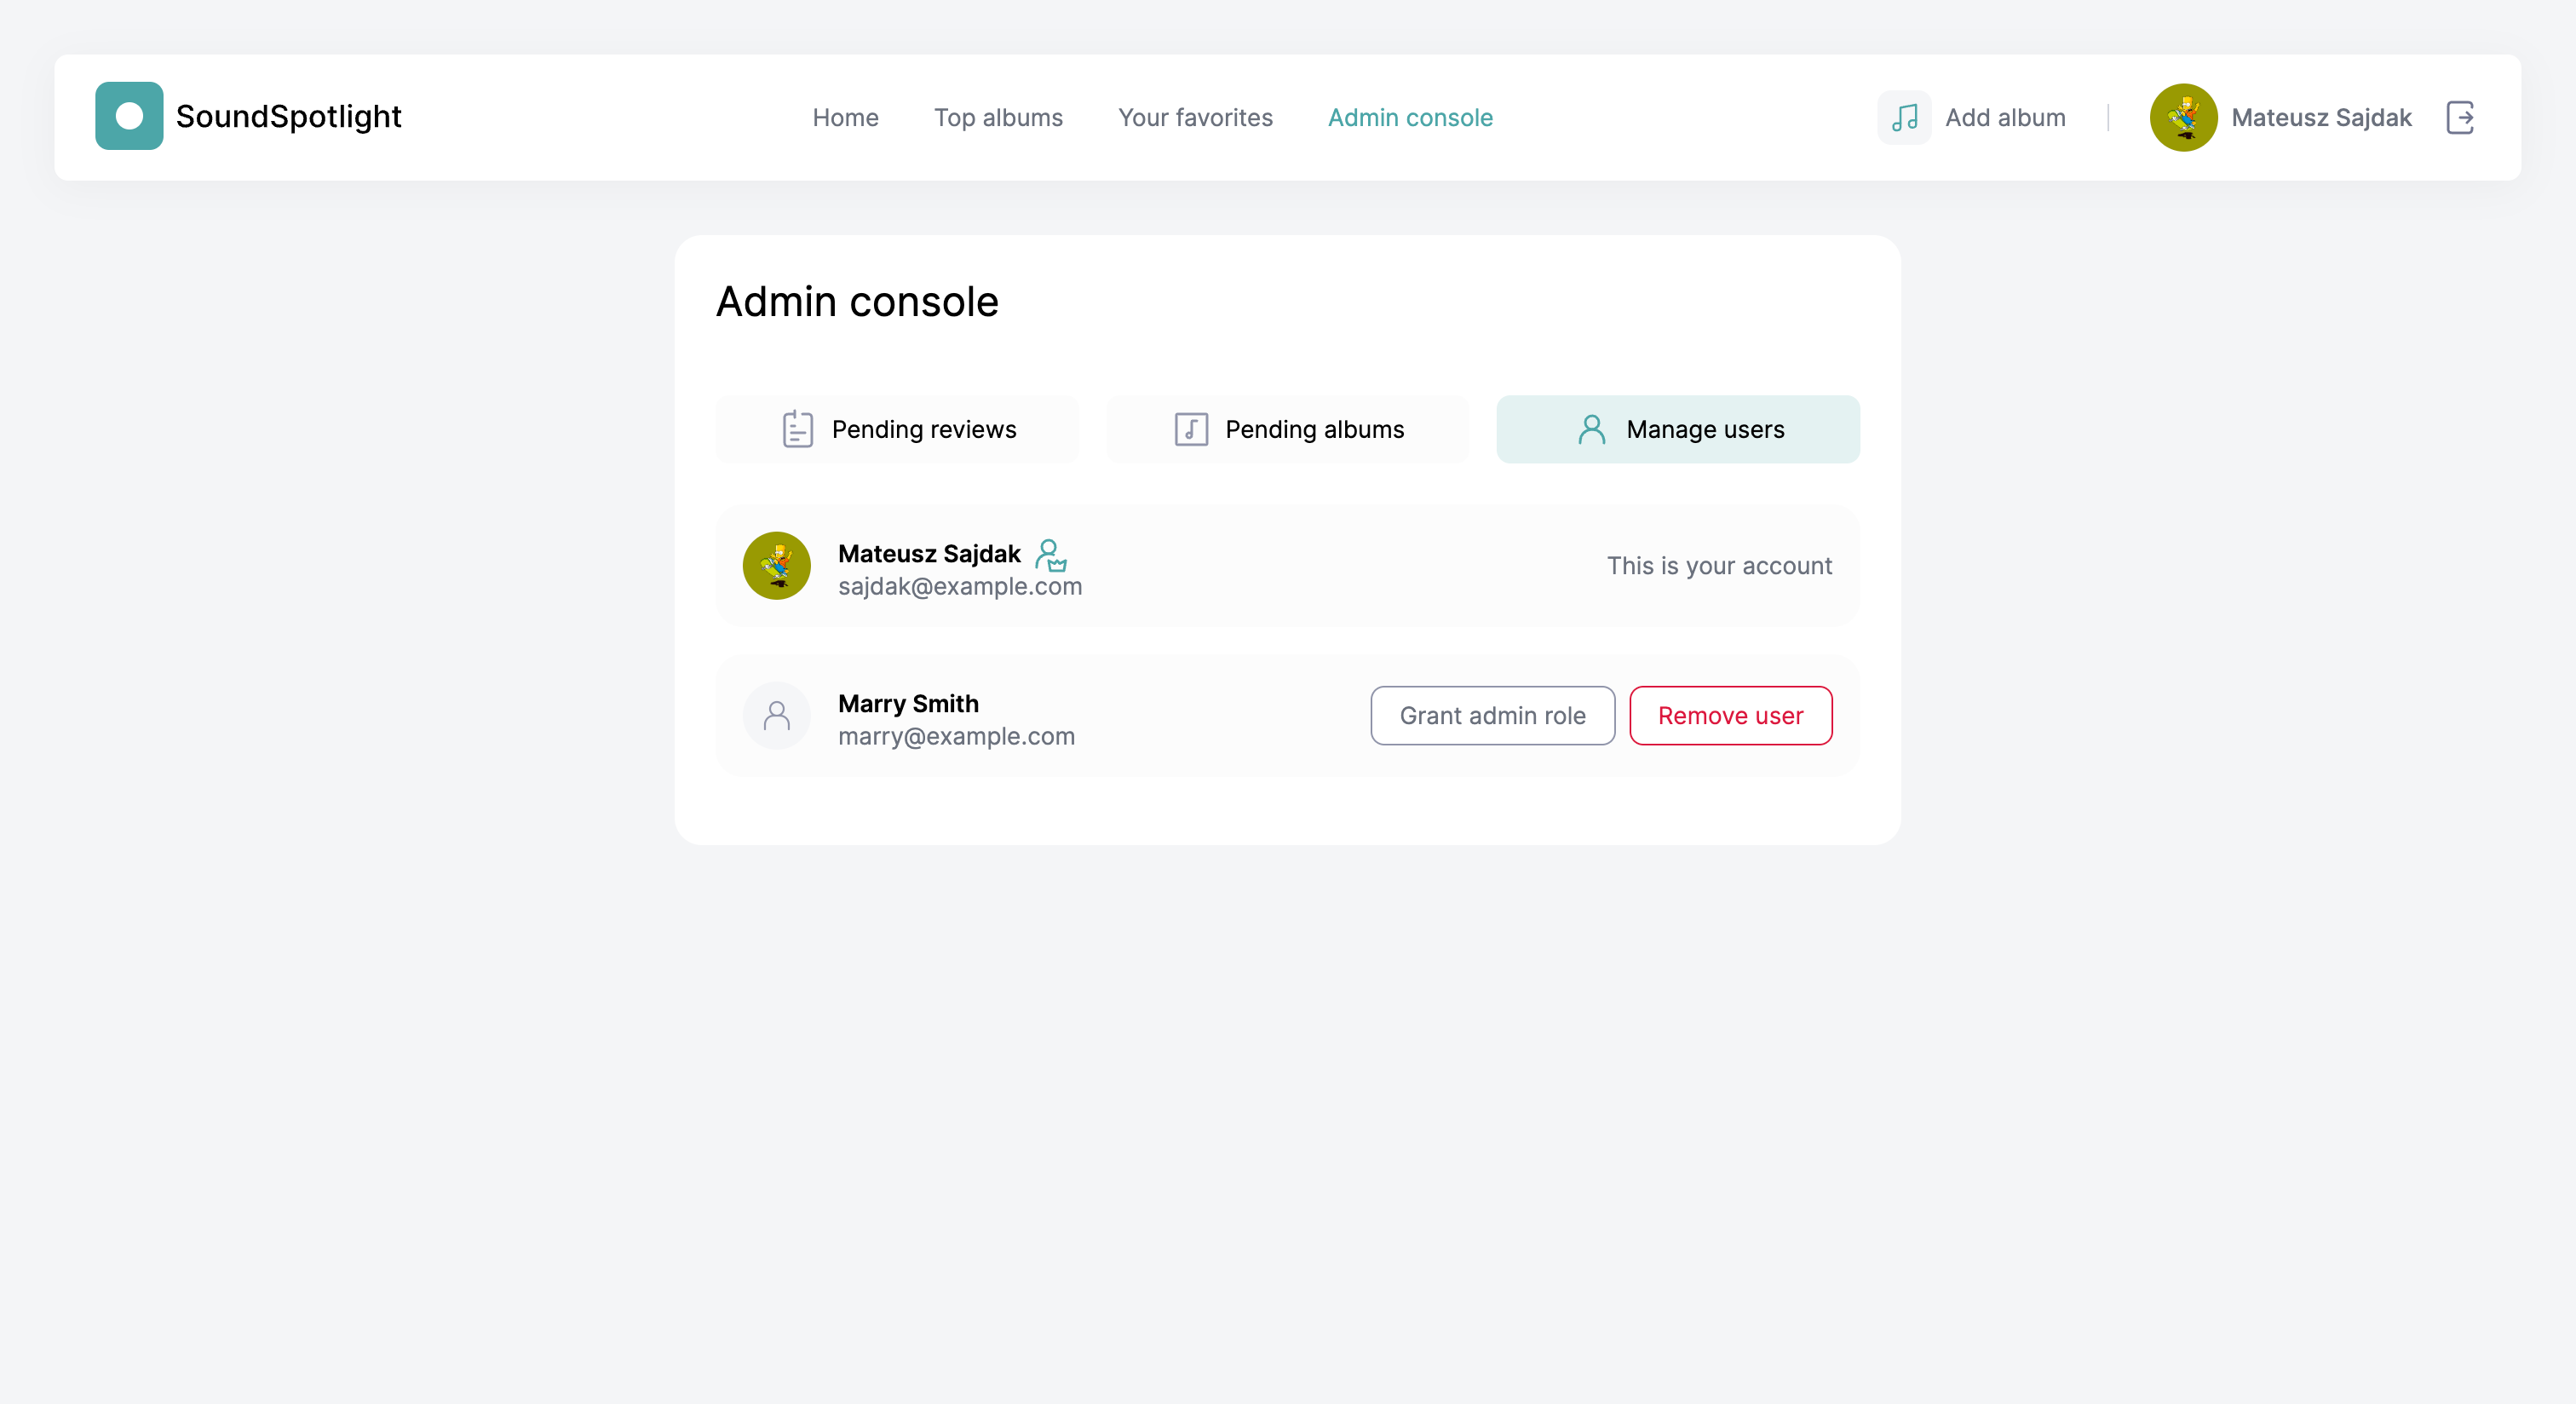 SoundSpotlight
Home Top albums Your favorites Admin console
Add album
Mateusz Sajdak
Admin console
Pending reviews
Pending albums
Manage users
Mateusz Sajdak
sajdak@example.com
This is your account
Marry Smith
marry@example.com
Grant admin role
Remove user